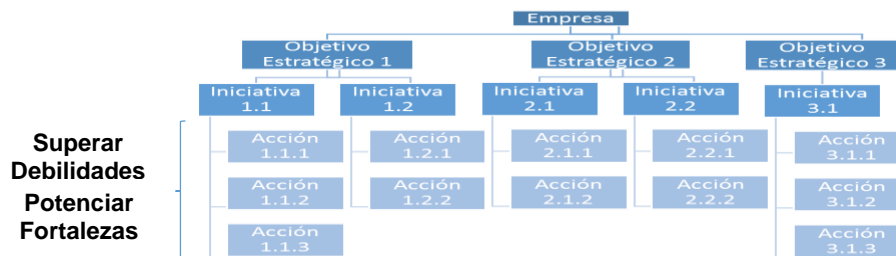 Empresa
Objetivo
Estratégico 1
Objetivo
Estratégico 2
Objetivo
Estratégico 3
Iniciativa
1.1
Iniciativa
1.2
Iniciativa
2.1
Iniciativa
2.2
Iniciativa
3.1
Superar
Debilidades
Potenciar
Fortalezas
Acción
1.1.1
Acción
1.2.1
Acción
2.1.1
Acción
2.2.1
Acción
3.1.1
Acción
1.1.2
Acción
1.2.2
Acción
2.1.2
Acción
2.2.2
Acción
3.1.2
Acción
1.1.3
Acción
3.1.3